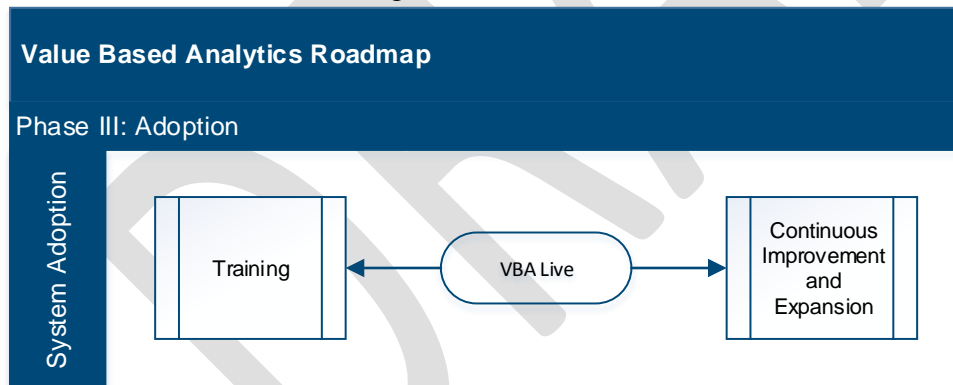 Value Based Analytics Roadmap
Phase III: Adoption
System Adoption
Training
VBA Live
Continuous
Improvement
and
Expansion